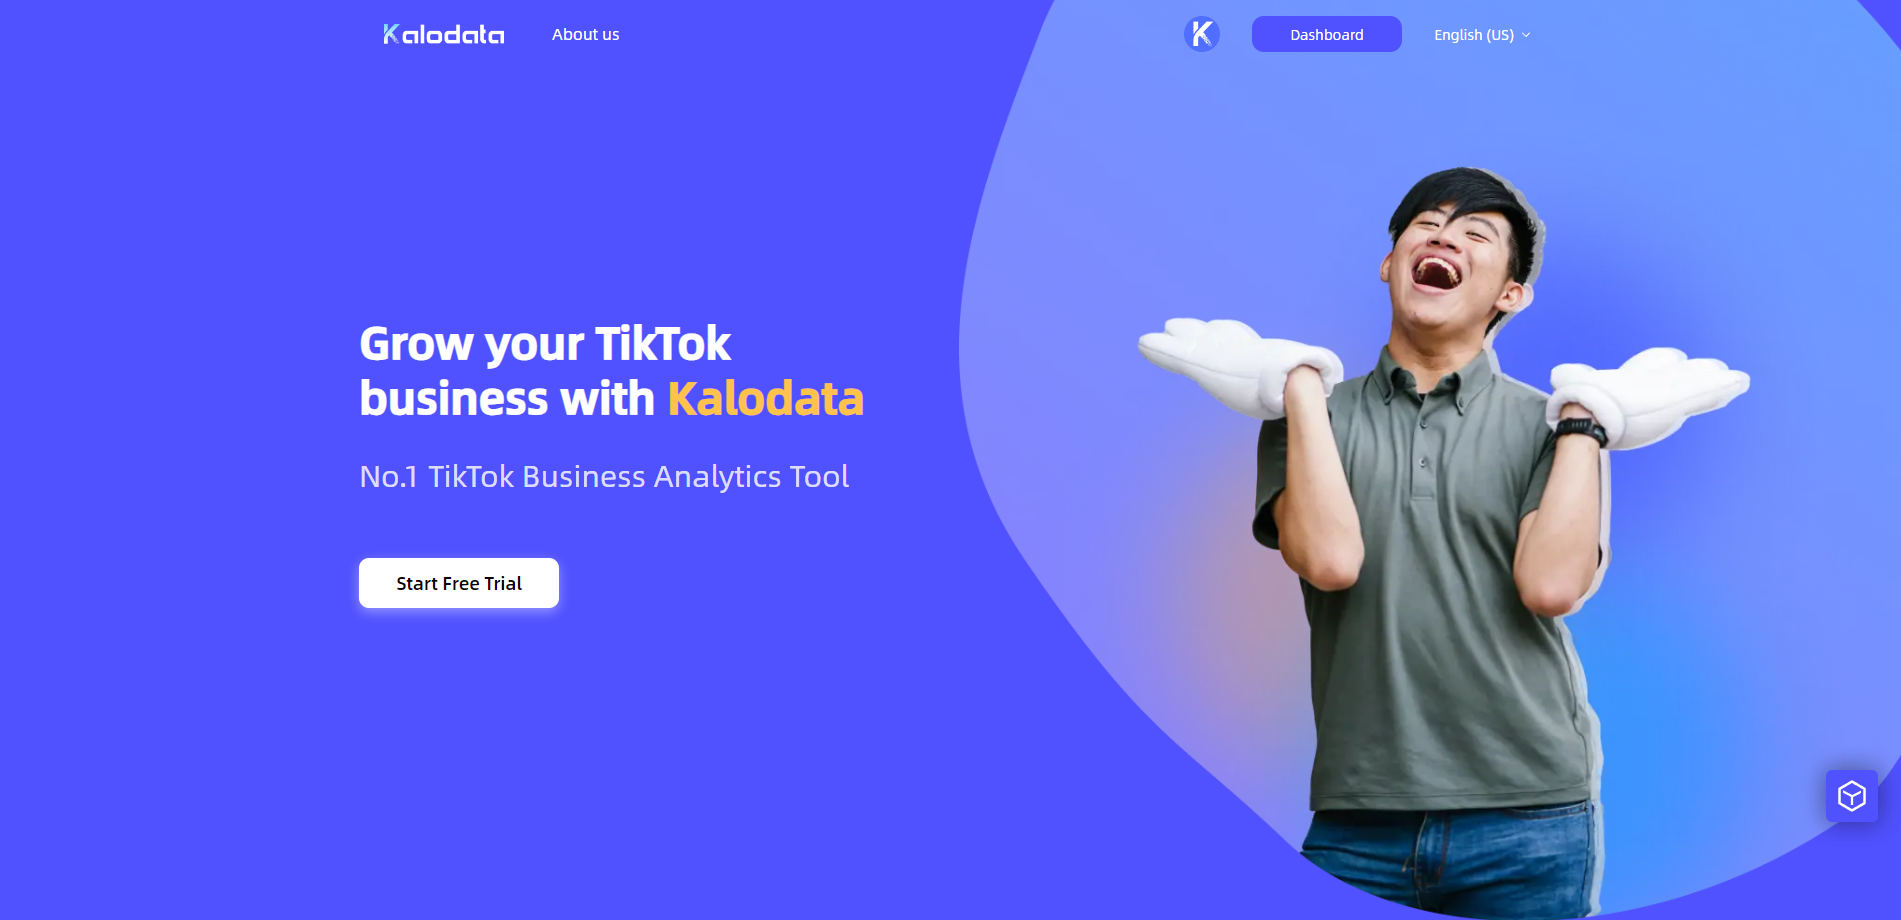 Kalodata
About us
K
Dashboard
English (US)
Grow your TikTok
business with Kalodata
No.1 TikTok Business Analytics Tool
Start Free Trial